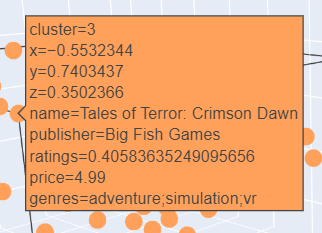 cluster=3
x=−0.5532344
y=0.7403437
z=0.3502366
name=Tales of Terror: Crimson Dawn
publisher=Big Fish Games
ratings=0.40583635249095656
price=4.99
genres=adventure;simulation;vr